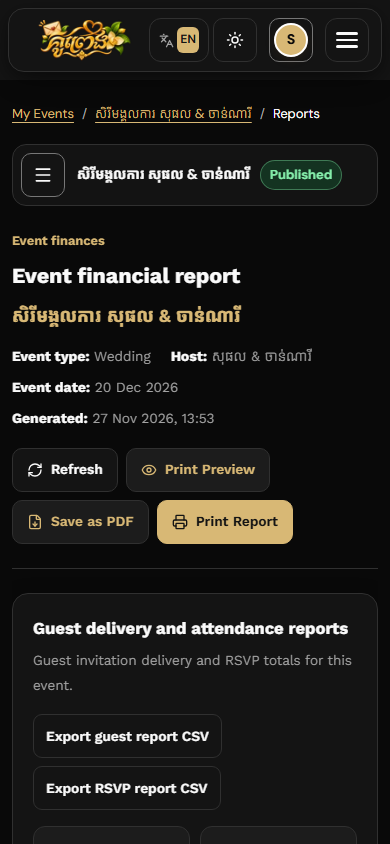 គូព្រេង
EN
S
My Events / សិរីមង្គលការ សុផល & ចាន់ណារី / Reports
សិរីមង្គលការ សុផល & ចាន់ណារី Published
Event finances
Event financial report
សិរីមង្គលការ សុផល & ចាន់ណារី
Event type: Wedding Host: សុផល & ចាន់ណារី
Event date: 20 Dec 2026
Generated: 27 Nov 2026, 13:53
Refresh
Print Preview
Save as PDF
Print Report
Guest delivery and attendance reports
Guest invitation delivery and RSVP totals for this
event.
Export guest report CSV
Export RSVP report CSV